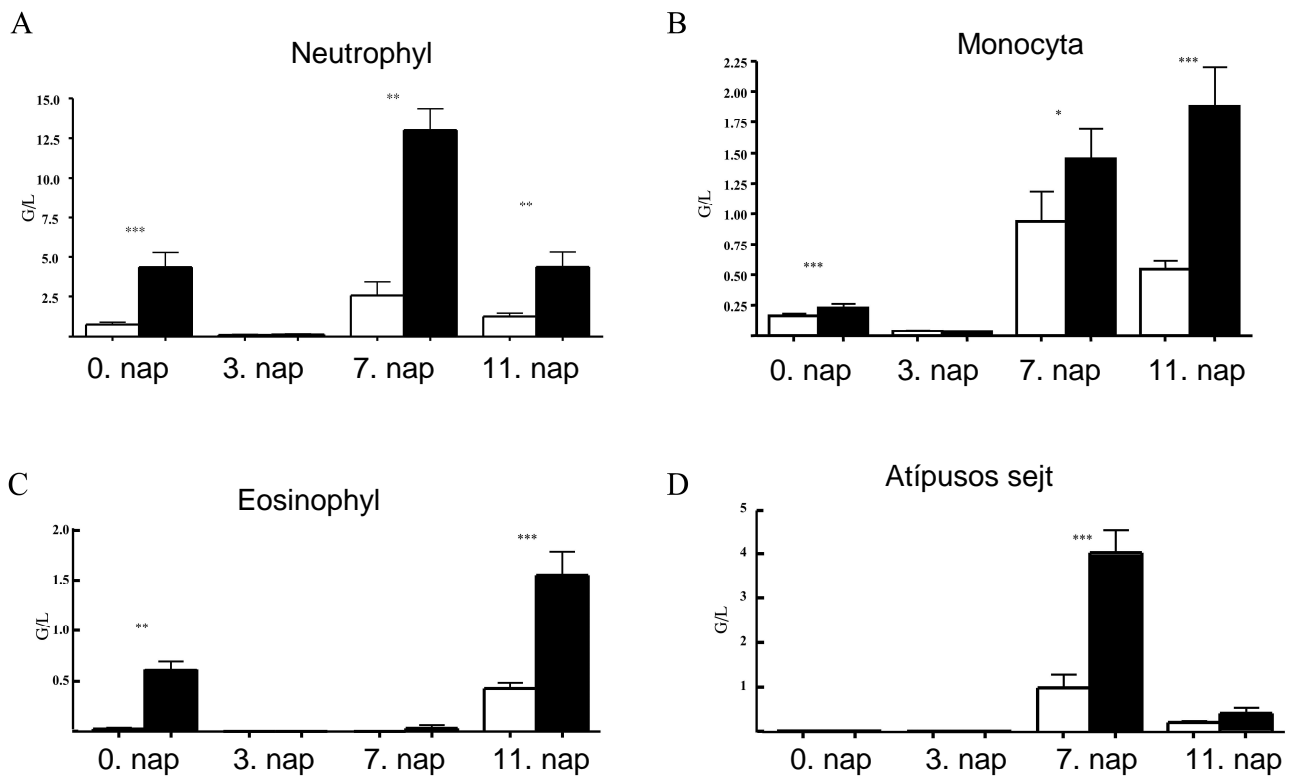 A
Neutrophyl
15.0
12.5
10.0
7.5
5.0
2.5
G/L
***
**
**
0. nap 3. nap 7. nap 11. nap
B
Monocyta
2.25
2.00
1.75
1.50
1.25
1.00
0.75
0.50
0.25
G/L
***
*
***
0. nap 3. nap 7. nap 11. nap
C
Eosinophyl
2.0
1.5
1.0
0.5
G/L
**
***
0. nap 3. nap 7. nap 11. nap
D
Atípusos sejt
5
4
3
2
1
G/L
***
0. nap 3. nap 7. nap 11. nap